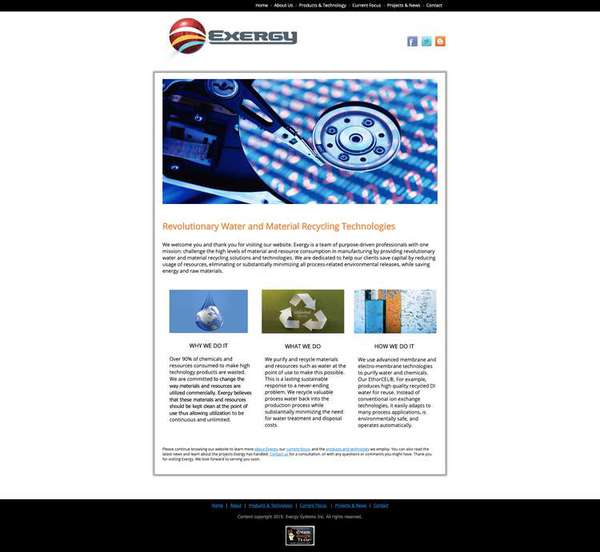 Home · About Us · Products & Technology · Current Focus · Projects & News · Contact
EXERGY
Revolutionary Water and Material Recycling Technologies
We welcome you and thank you for visiting our website. Exergy is a team of purpose-driven professionals with one
mission: challenge the high levels of material and resource consumption in manufacturing by providing revolutionary
water and material recycling solutions and technologies. We are dedicated to help our clients save capital by reducing
usage of resources, eliminating or substantially minimizing all process-related environmental releases, while saving
energy and raw materials.
WHY WE DO IT
Over 90% of chemicals and
resources consumed to make high
technology products are wasted.
We are committed to change the
way materials and resources are
utilized commercially. Exergy believes
that these materials and resources
should be kept clean at the point of
use thus allowing utilization to be
continuous and unlimited.
WHAT WE DO
We purify and recycle materials
and resources such as water at the
point of use to make this possible.
This is a lasting sustainable
response to a never-ending
problem. We recycle valuable
process water back into the
production process while
substantially minimizing the need
for water treatment and disposal
costs.
HOW WE DO IT
We use advanced membrane and
electro-membrane technologies
to purify water and chemicals.
Our EthorCEL®, For example,
produces high quality recycled DI
water for reuse. Instead of
conventional ion exchange
technologies, it easily adapts to
many process applications, is
environmentally safe, and
operates automatically.
Please continue browsing our website to learn more about Exergy, our current focus and the products and technology we employ. You can also read the
latest news and learn about the projects Exergy has handled. Contact us for a consultation, or with any questions or comments you might have. Thank you
for visiting Exergy. We look forward to serving you soon.
Home | About | Products & Technology | Current Focus | Projects & News | Contact
Content copyright 2019. Exergy Systems Inc. All rights reserved.